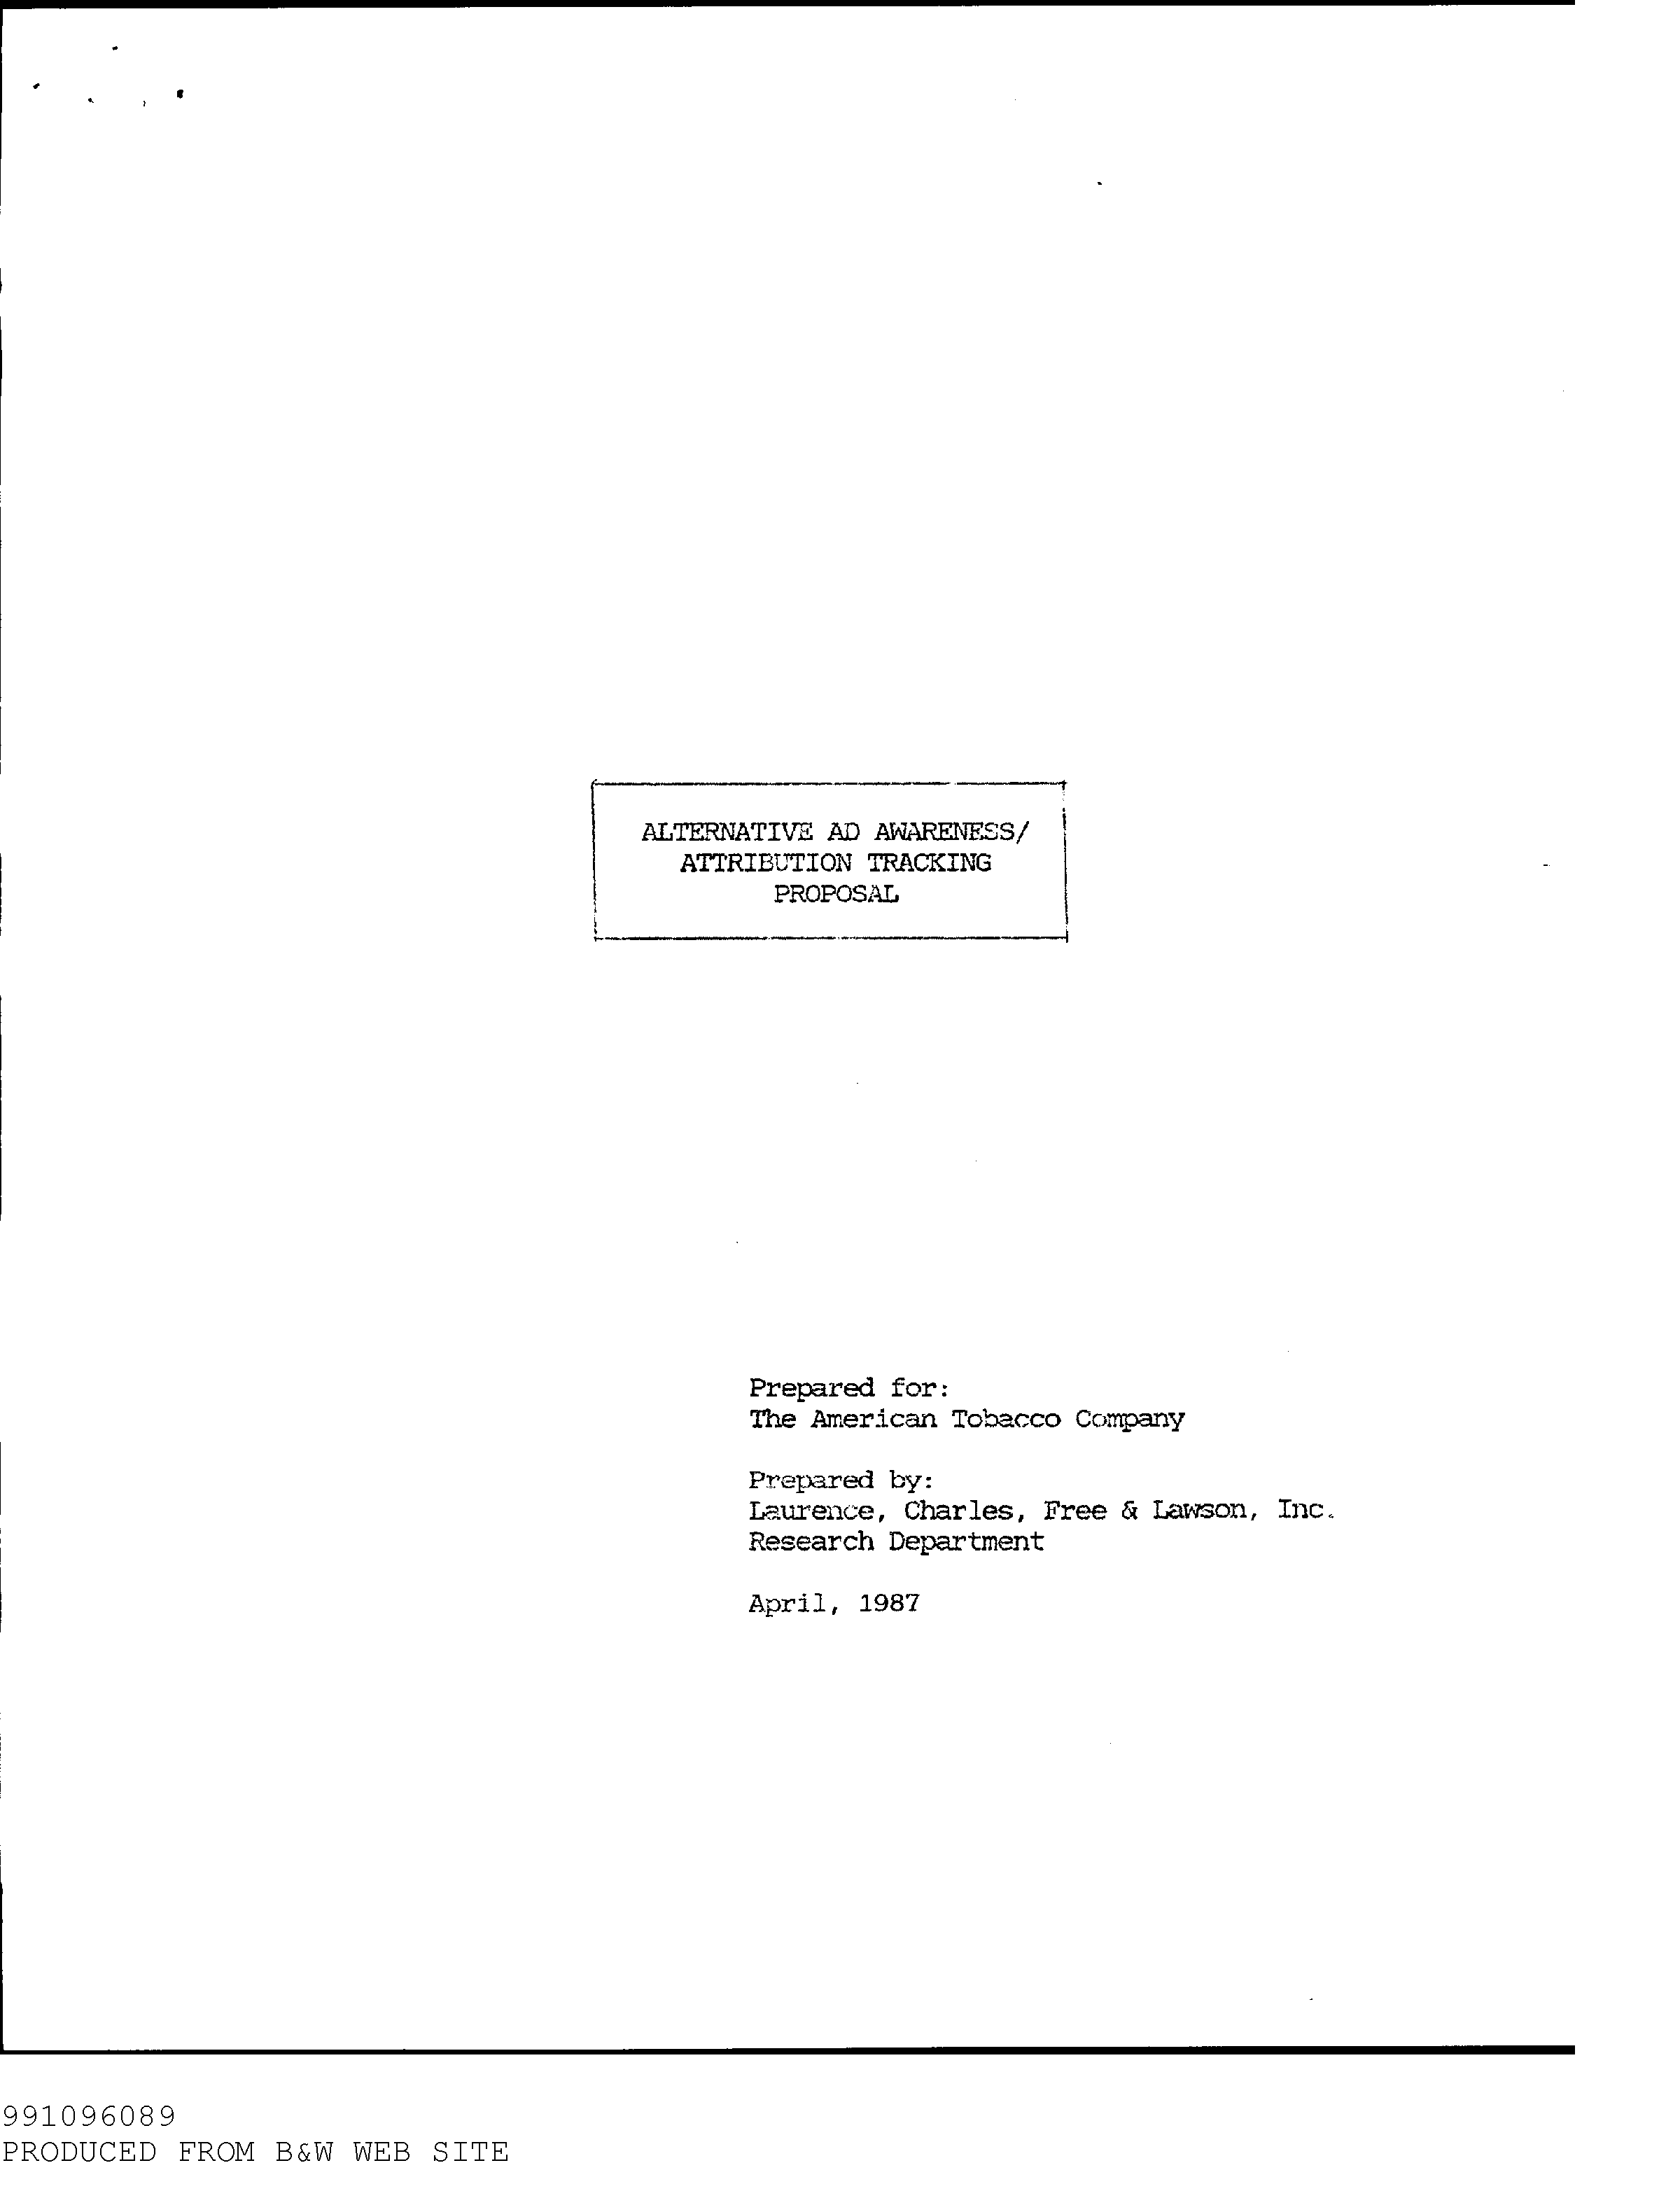 ALTERNATIVE AD AWARENESS/
ATTRIBUTION TRACKING
PROPOSAL
Prepared for:
The American Tobacco Company
Prepared by:
Laurence, Charles, Free & Lawson, Inc.
Research Department
April, 1987
991096089
PRODUCED FROM B&W WEB SITE